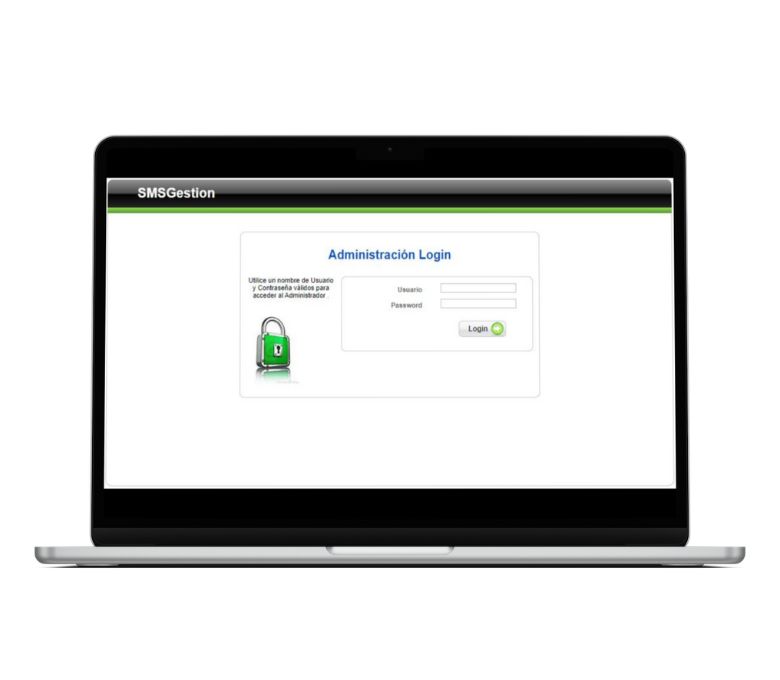 SMSGestion
Administración Login
Utilice un nombre de Usuario
y Contraseña válidos para
acceder al Administrador .
Usuario
Password
Login